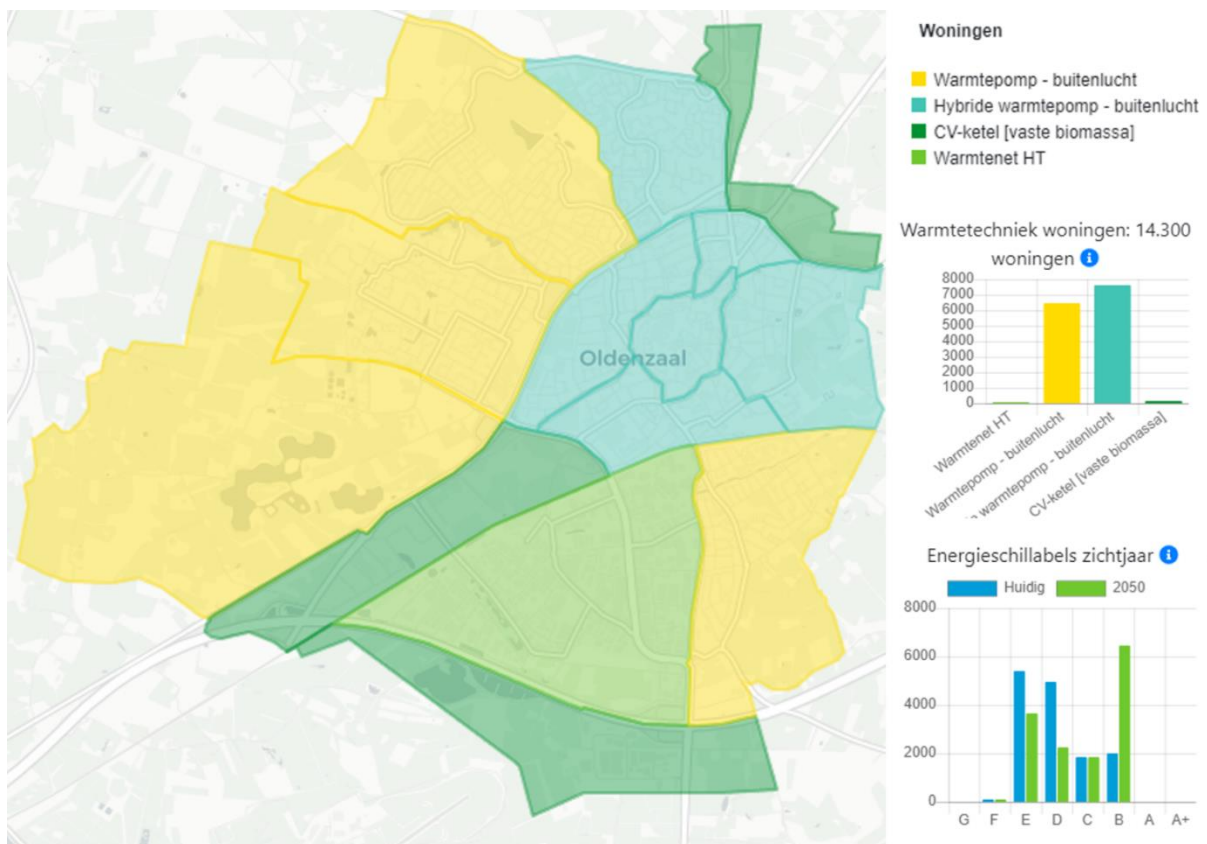 Woningen
Warmtepomp - buitenlucht
Hybride warmtepomp - buitenlucht
CV-ketel [vaste biomassa]
Warmtenet HT
Oldenzaal
Warmtetechniek woningen: 14.300
woningen
8000
7000
6000
5000
4000
3000
2000
1000
0
Warmtenet HT
Warmtepomp - buitenlucht
warmtepomp - buitenlucht
CV-ketel [vaste biomassa]
Energieschillabels zichtjaar
Huidig 2050
8000
6000
4000
2000
0
G F E D C B A A+